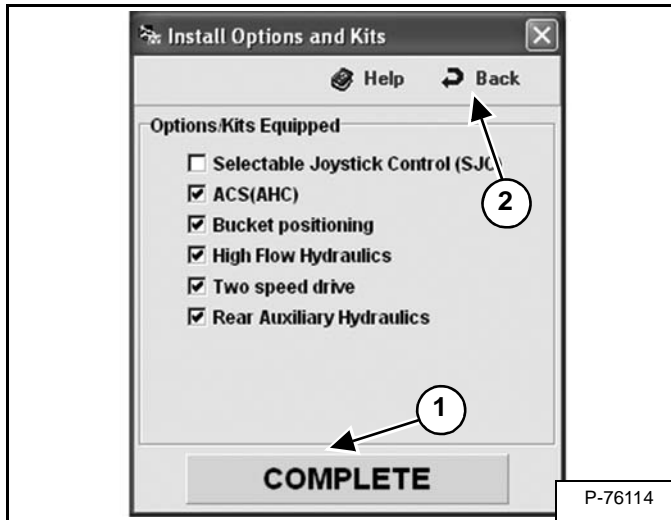 Install Options and Kits
Help Back
Options/Kits Equipped
Selectable Joystick Control (SJC)
ACS(AHC)
Bucket positioning
High Flow Hydraulics
Two speed drive
Rear Auxiliary Hydraulics
2
1
COMPLETE
P-76114